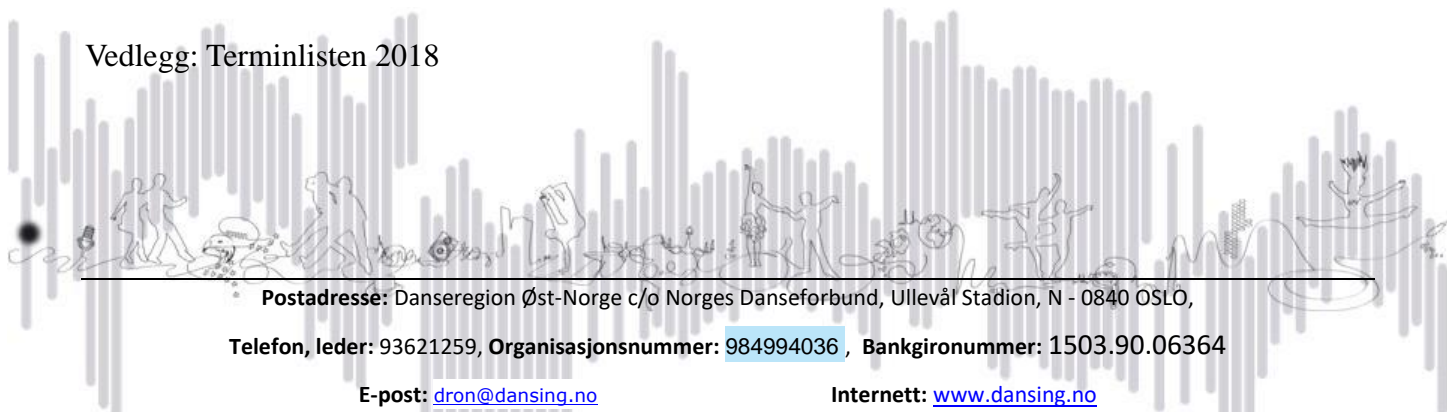 Vedlegg: Terminlisten 2018
Postadresse: Danseregion Øst-Norge c/o Norges Danseforbund, Ullevål Stadion, N - 0840 OSLO,
Telefon, leder: 93621259, Organisasjonsnummer: 984994036 , Bankgironummer: 1503.90.06364
E-post: dron@dansing.no Internett: www.dansing.no